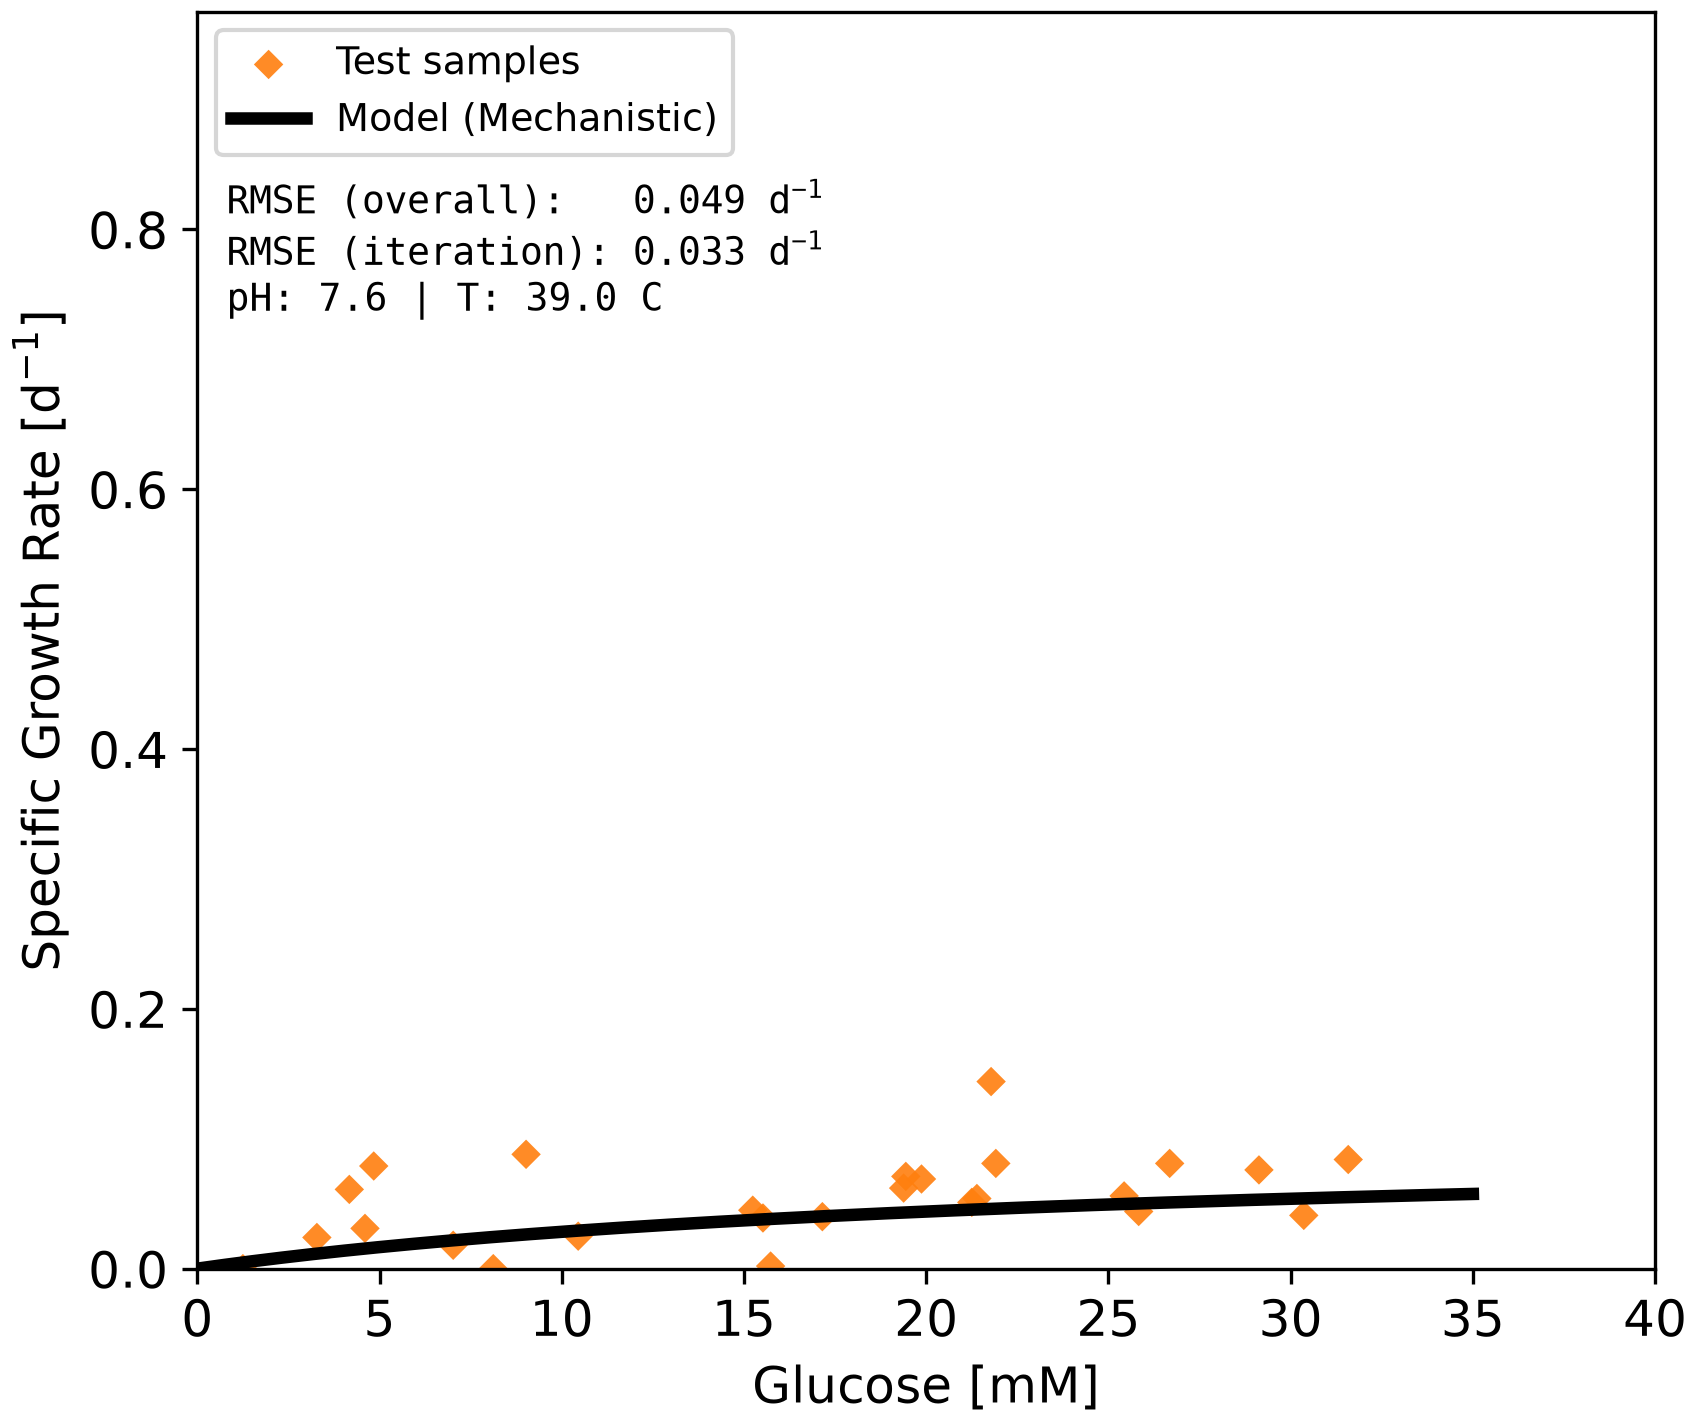 Test samples
Model (Mechanistic)
RMSE (overall):   0.049 d⁻¹
RMSE (iteration): 0.033 d⁻¹
pH: 7.6 | T: 39.0 C
Specific Growth Rate [d⁻¹]
0.8
0.6
0.4
0.2
0.0
0 5 10 15 20 25 30 35 40
Glucose [mM]